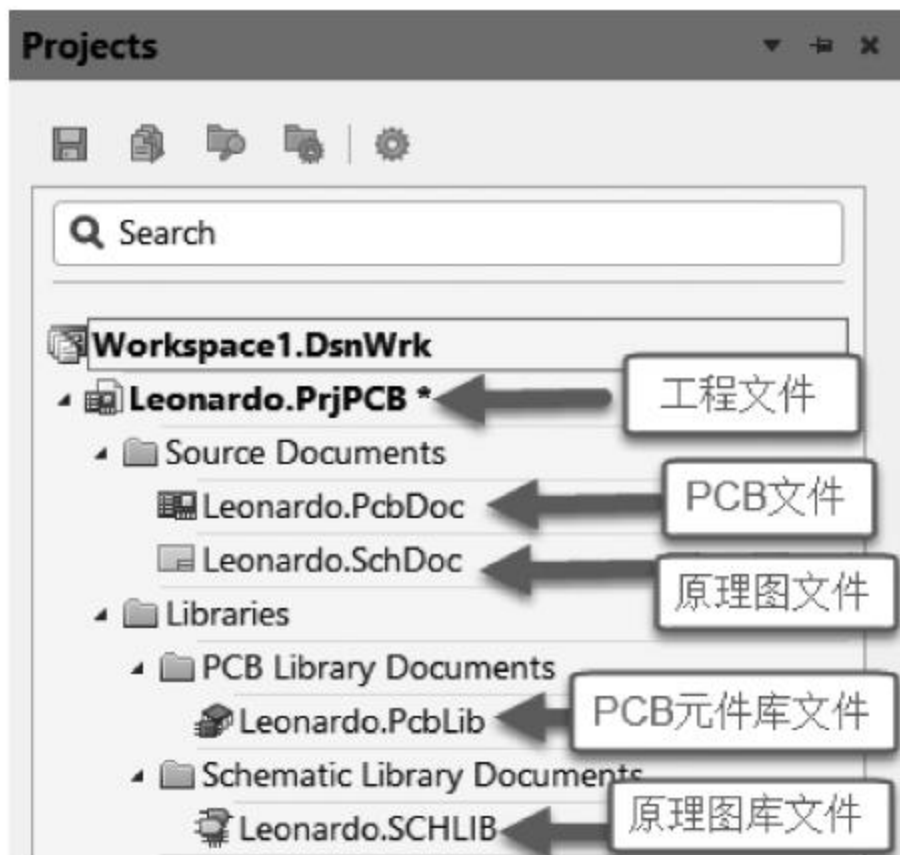 Projects
Search
Workspace1.DsnWrk
Leonardo.PrjPCB *
工程文件
Source Documents
Leonardo.PcbDoc
PCB文件
Leonardo.SchDoc
原理图文件
Libraries
PCB Library Documents
Leonardo.PcbLib
PCB元件库文件
Schematic Library Documents
Leonardo.SCHLIB
原理图库文件